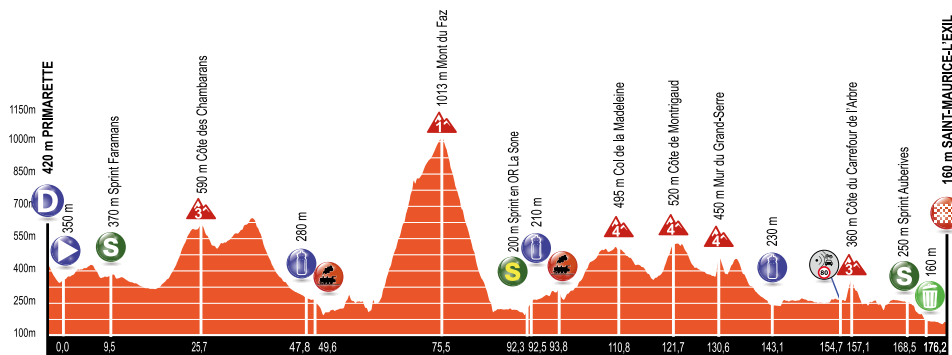 1150m
1000m
850m
700m
550m
400m
250m
100m
420 m PRIMARETTE
D
350 m
370 m Sprint Faramans
S
590 m Côte des Chambarans
3
280 m
1013 m Mont du Faz
1
200 m Sprint en OR La Sone
S
210 m
495 m Col de la Madeleine
4
520 m Côte de Montrigaud
4
450 m Mur du Grand-Serre
4
230 m
80
360 m Côte du Carrefour de l'Arbre
3
250 m Sprint Auberives
S
160 m
160 m SAINT-MAURICE-L'EXIL
0,0
9,5
25,7
47,8
49,6
75,5
92,3
92,5
93,8
110,8
121,7
130,6
143,1
154,7
157,1
168,5
176,2